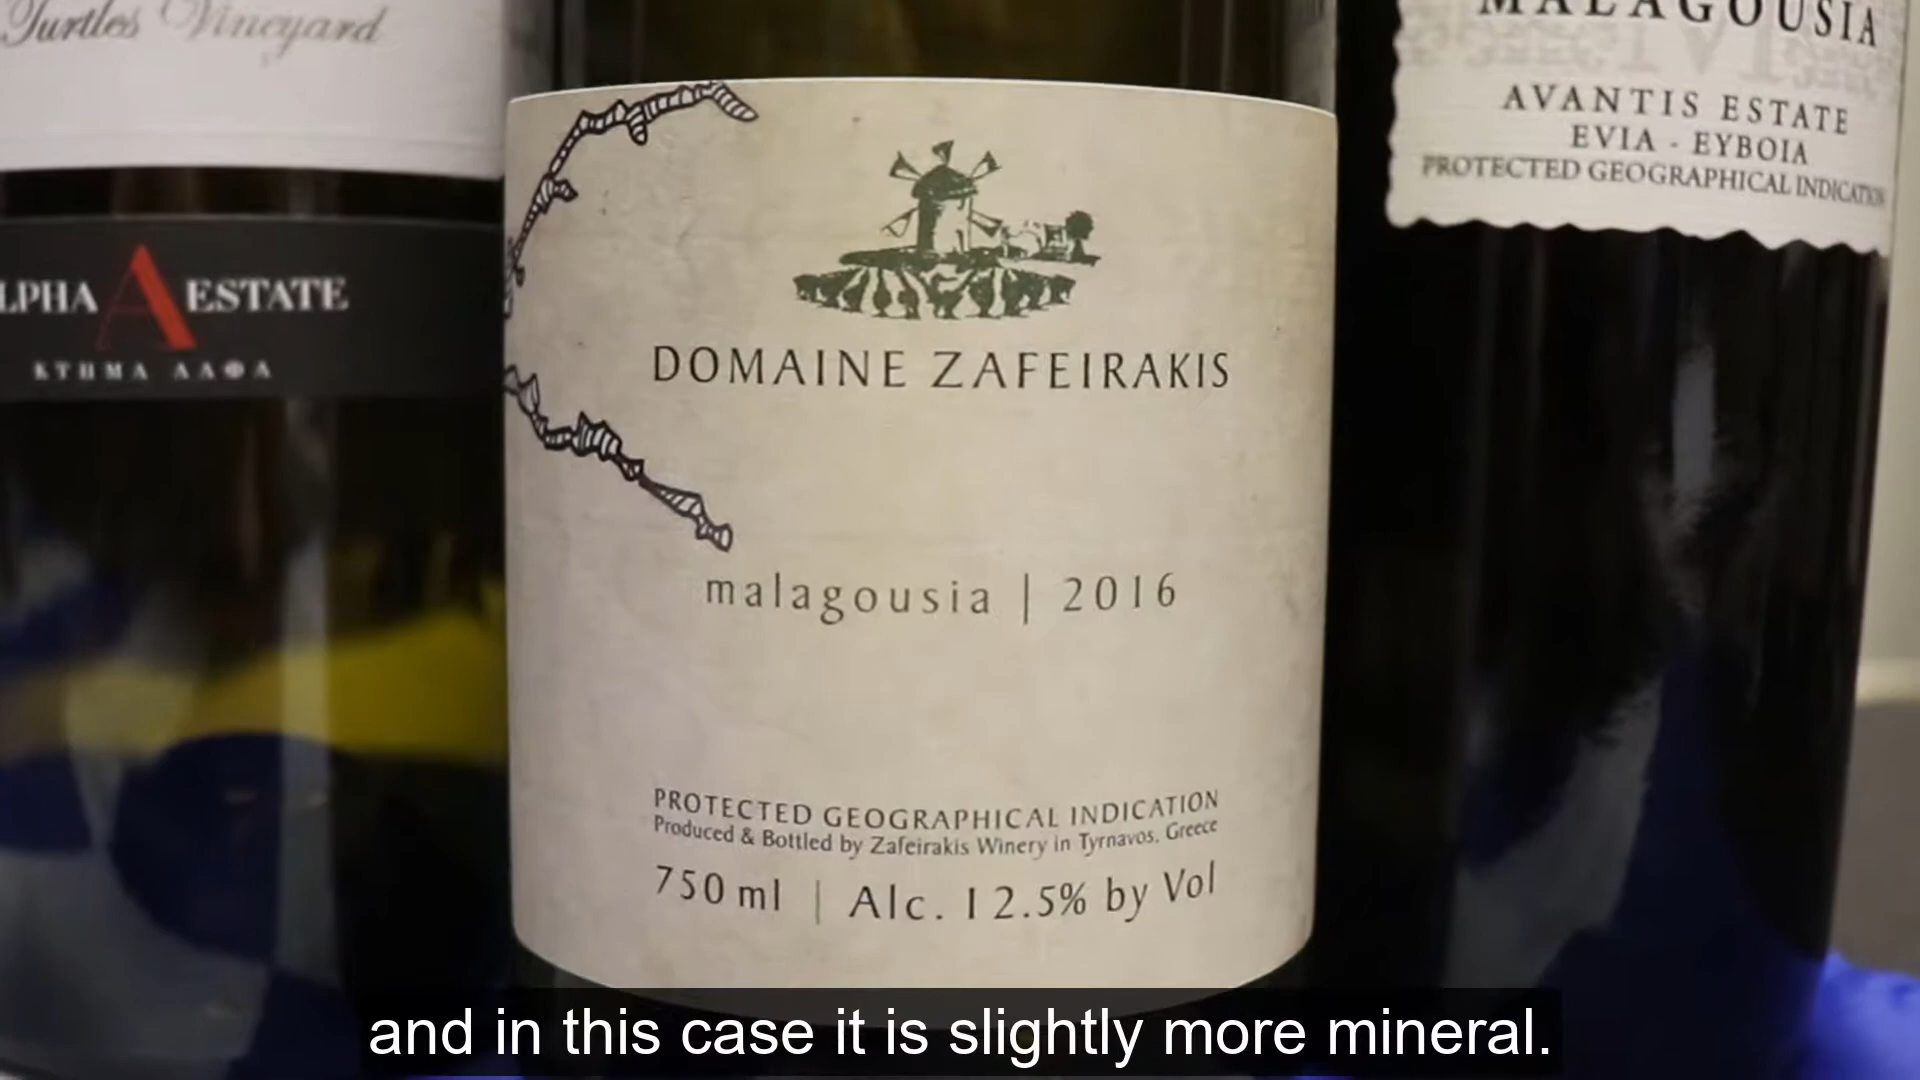 Turtles Vineyard
LPHA A ESTATE
ΚΤΗΜΑ ΑΛΦΑ
DOMAINE ZAFEIRAKIS
malagousia | 2016
PROTECTED GEOGRAPHICAL INDICATION
Produced & Bottled by Zafeirakis Winery in Tyrnavos, Greece
750 ml | Alc. 12.5% by Vol
MALAGOUSIA
AVANTIS ESTATE
EVIA - EYBOIA
PROTECTED GEOGRAPHICAL INDICATION
and in this case it is slightly more mineral.